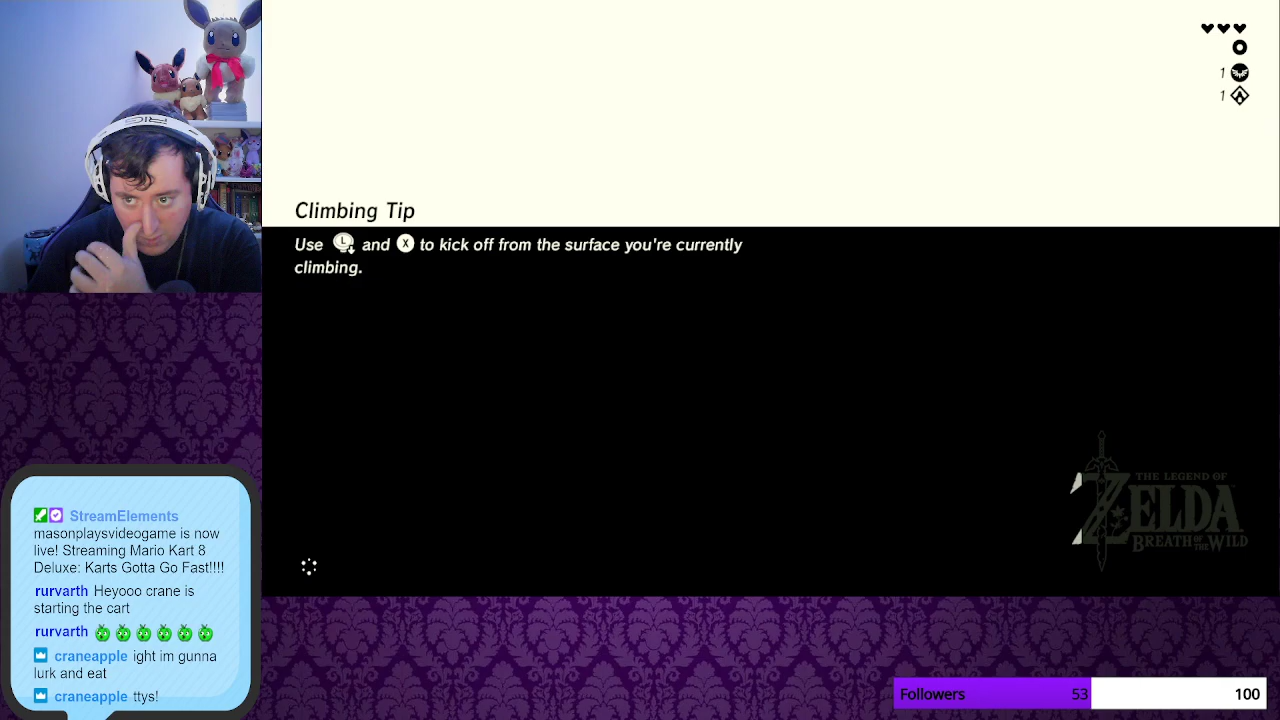 1
1
Climbing Tip
Use L and X to kick off from the surface you're currently
climbing.
THE LEGEND OF
ZELDA
BREATH OF THE WILD
StreamElements
masonplaysvideogame is now
live! Streaming Mario Kart 8
Deluxe: Karts Gotta Go Fast!!!!
rurvarth Heyooo crane is
starting the cart
rurvarth
craneapple ight im gunna
lurk and eat
craneapple ttys!
Followers 53 100